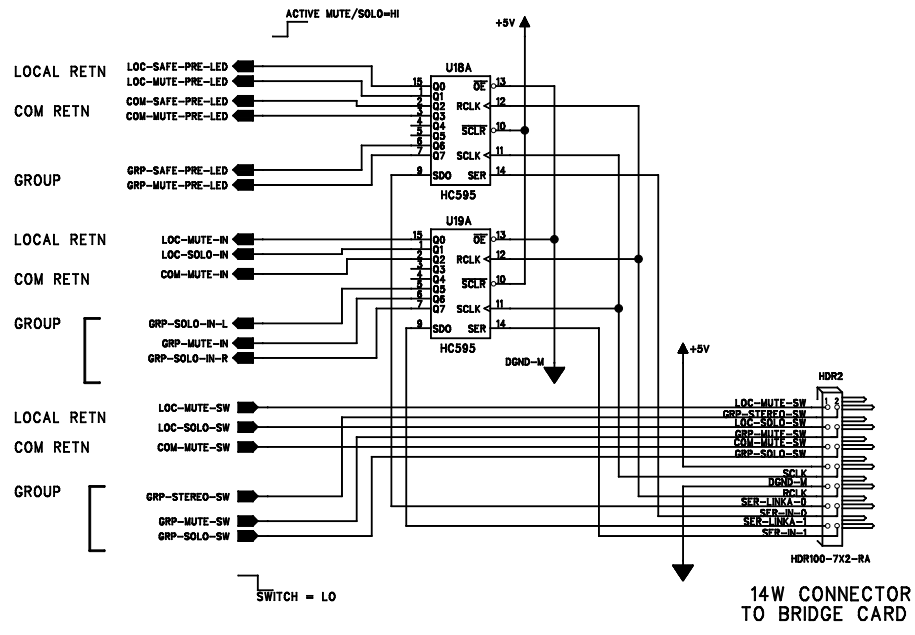 ACTIVE MUTE/SOLO=HI
+5V
LOCAL RETN
LOC-SAFE-PRE-LED
LOC-MUTE-PRE-LED
COM RETN
COM-SAFE-PRE-LED
COM-MUTE-PRE-LED
GROUP
GRP-SAFE-PRE-LED
GRP-MUTE-PRE-LED
U18A
15 Q0 OE 13
1 Q1
2 Q2 RCLK 12
3 Q3
4 Q4 SCLR 10
5 Q5
6 Q6
7 Q7 SCLK 11
9 SDO SER 14
HC595
LOCAL RETN
LOC-MUTE-IN
LOC-SOLO-IN
COM RETN
COM-MUTE-IN
GROUP
GRP-SOLO-IN-L
GRP-MUTE-IN
GRP-SOLO-IN-R
U19A
15 Q0 OE 13
1 Q1
2 Q2 RCLK 12
3 Q3
4 Q4 SCLR 10
5 Q5
6 Q6
7 Q7 SCLK 11
9 SDO SER 14
HC595
DGND-M
+5V
LOCAL RETN
LOC-MUTE-SW
LOC-SOLO-SW
COM RETN
COM-MUTE-SW
GROUP
GRP-STEREO-SW
GRP-MUTE-SW
GRP-SOLO-SW
HDR2
1 2
LOC-MUTE-SW
GRP-STEREO-SW
LOC-SOLO-SW
GRP-MUTE-SW
COM-MUTE-SW
GRP-SOLO-SW
SCLK
DGND-M
RCLK
SER-LINKA-0
SER-IN-0
SER-LINKA-1
SER-IN-1
HDR100-7X2-RA
SWITCH = LO
14W CONNECTOR
TO BRIDGE CARD